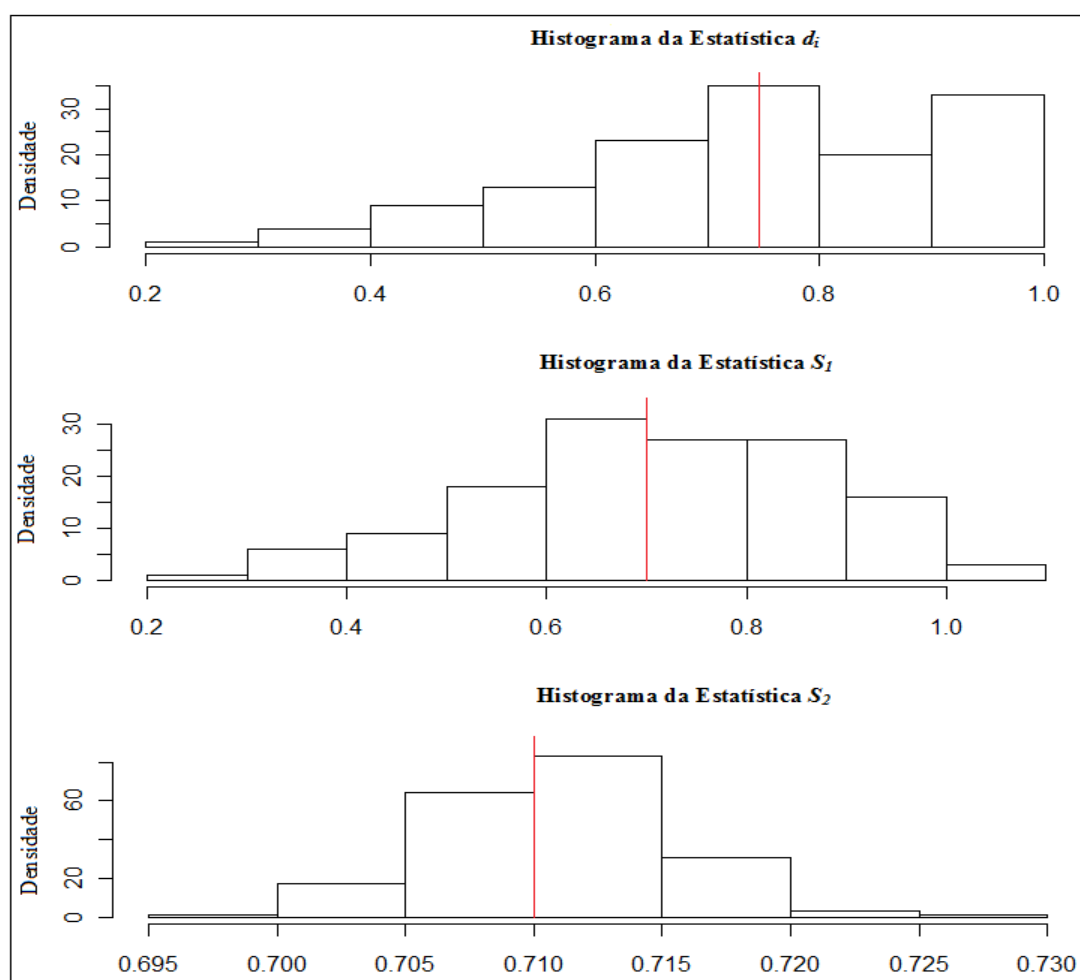 Histograma da Estatística di
Densidade
0 10 20 30
0.2 0.4 0.6 0.8 1.0
Histograma da Estatística S1
Densidade
0 10 20 30
0.2 0.4 0.6 0.8 1.0
Histograma da Estatística S2
Densidade
0 20 60
0.695 0.700 0.705 0.710 0.715 0.720 0.725 0.730